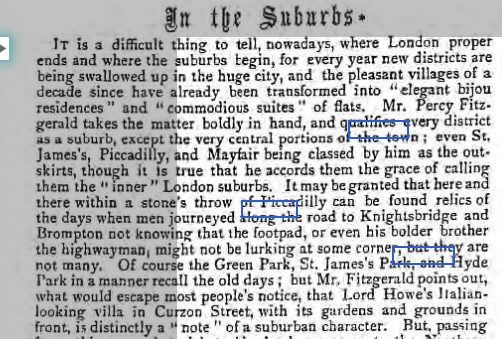 In the Suburbs.
IT is a difficult thing to tell, nowadays, where London proper
ends and where the suburbs begin, for every year new districts are
being swallowed up in the huge city, and the pleasant villages of a
decade since have already been transformed into "elegant bijou
residences" and "commodious suites" of flats. Mr. Percy Fitz-
gerald takes the matter boldly in hand, and qualifies every district
as a suburb, except the very central portions of the town; even St.
James's, Piccadilly, and Mayfair being classed by him as the out-
skirts, though it is true that he accords them the grace of calling
them the "inner" London suburbs. It may be granted that here and
there within a stone's throw of Piccadilly can be found relics of
the days when men journeyed along the road to Knightsbridge and
Brompton not knowing that the footpad, or even his bolder brother
the highwayman, might not be lurking at some corner, but they are
not many. Of course the Green Park, St. James's Park, and Hyde
Park in a manner recall the old days; but Mr. Fitzgerald points out,
what would escape most people's notice, that Lord Howe's Italian-
looking villa in Curzon Street, with its gardens and grounds in
front, is distinctly a "note" of a suburban character. But, passing